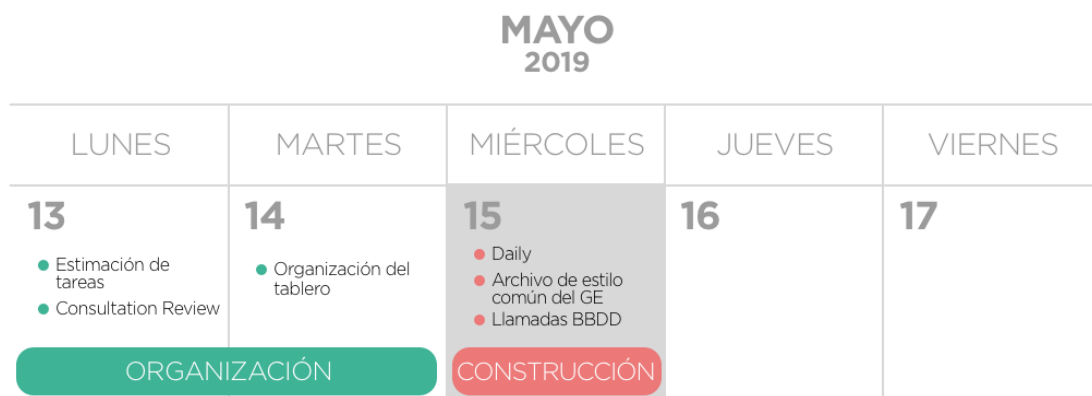 MAYO
2019
LUNES
MARTES
MIÉRCOLES
JUEVES
VIERNES
13
Estimación de
tareas
Consultation Review
14
Organización del
tablero
15
Daily
Archivo de estilo
común del GE
Llamadas BBDD
16
17
ORGANIZACIÓN
CONSTRUCCIÓN